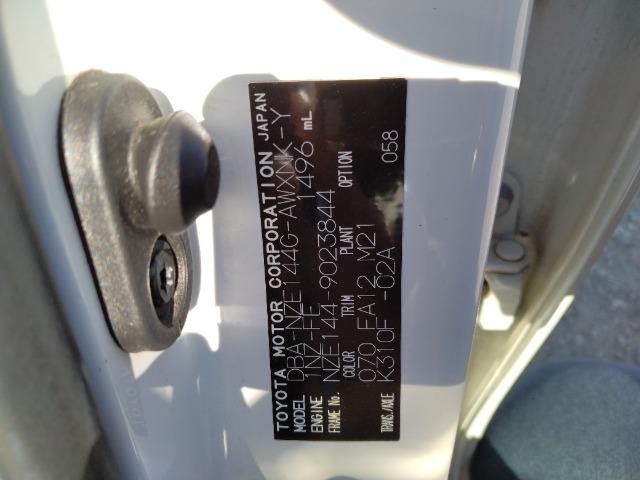 TOYOTA MOTOR CORPORATION JAPAN
MODEL DBA-NZE144G-AWXNK-Y
ENGINE 1NZ-FE 1496 mL
FRAME No. NZE144-9023844
COLOR TRIM PLANT OPTION
070 FA12 M21 058
TRANS./AXLE K310F -02A